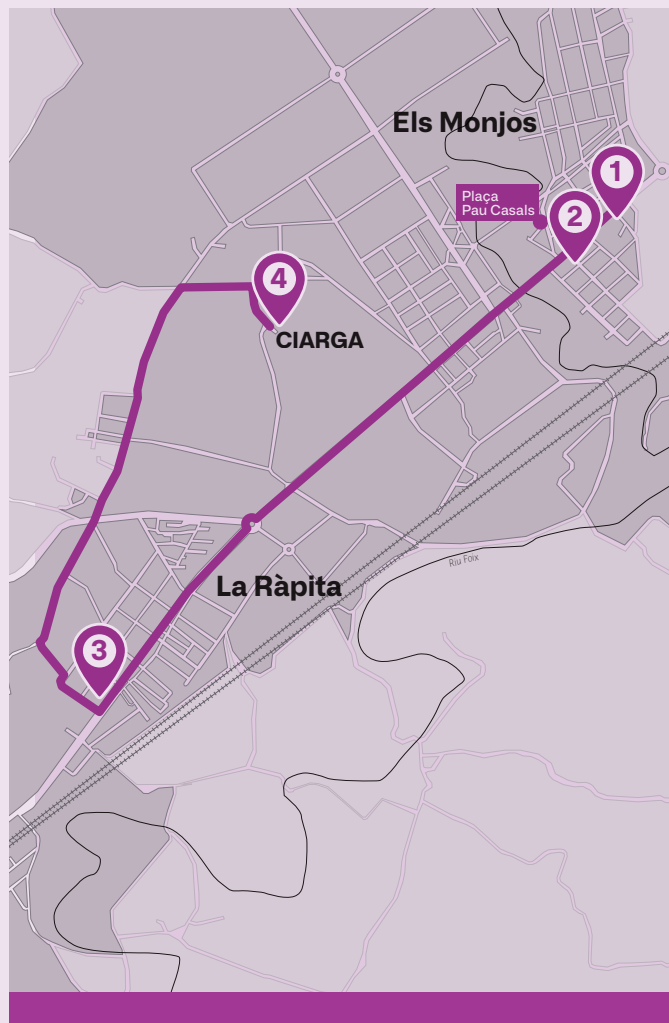 Els Monjos
1
Plaça
Pau Casals
2
4
CIARGA
Riu Foix
La Ràpita
3